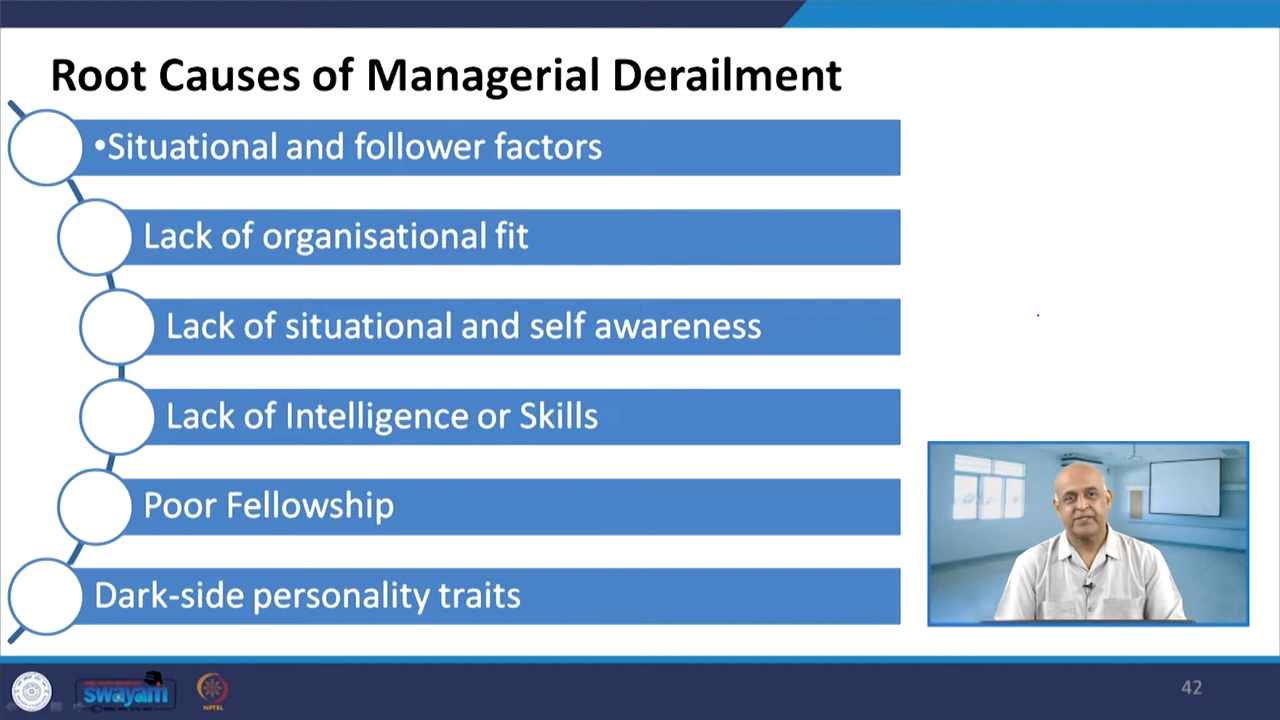 Root Causes of Managerial Derailment
•Situational and follower factors
Lack of organisational fit
Lack of situational and self awareness
Lack of Intelligence or Skills
Poor Fellowship
Dark-side personality traits
swayam
NPTEL
42